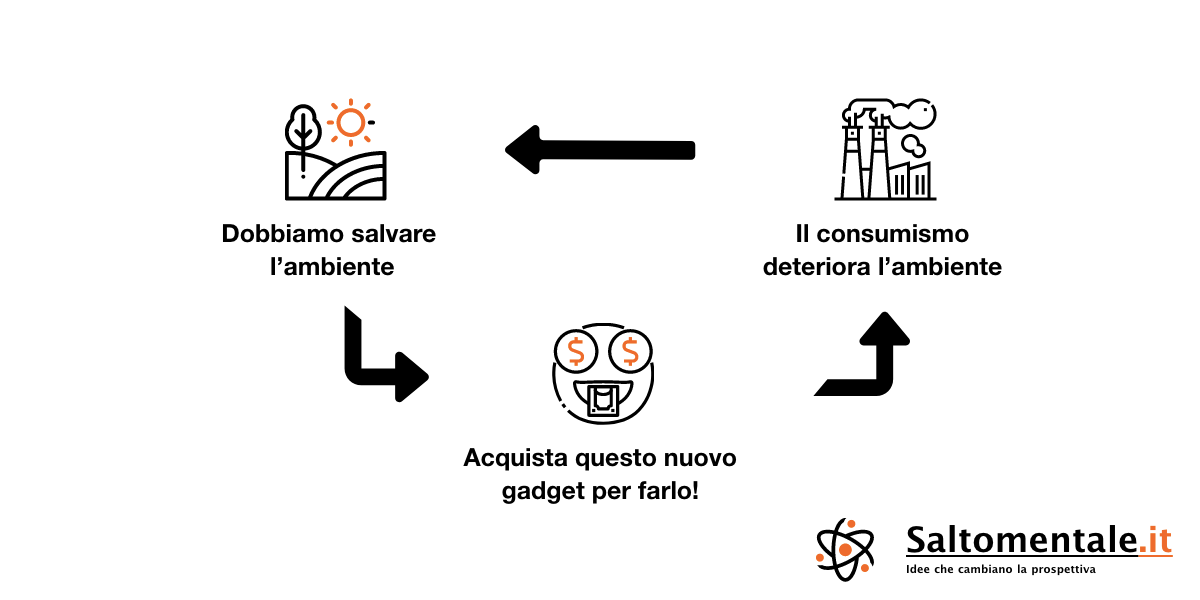 Dobbiamo salvare
l’ambiente
Il consumismo
deteriora l’ambiente
$ $
Acquista questo nuovo
gadget per farlo!
Saltomentale.it
Idee che cambiano la prospettiva